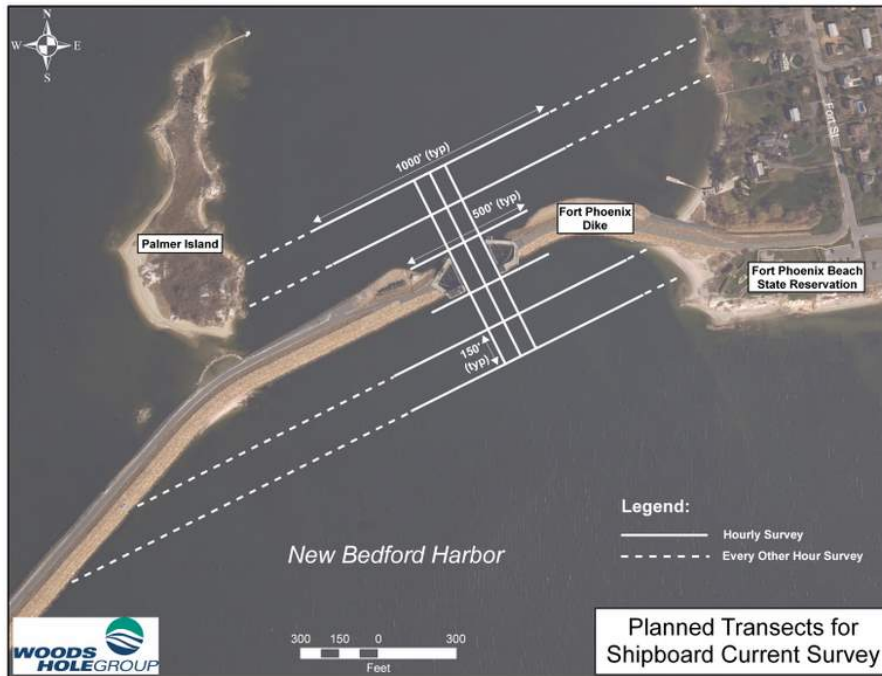 N
W E
S
Fort St
1000' (typ)
500' (typ)
Fort Phoenix
Dike
Palmer Island
Fort Phoenix Beach
State Reservation
150'
(typ)
Legend:
Hourly Survey
Every Other Hour Survey
New Bedford Harbor
WOODS
HOLEGROUP
300 150 0 300
Feet
Planned Transects for
Shipboard Current Survey